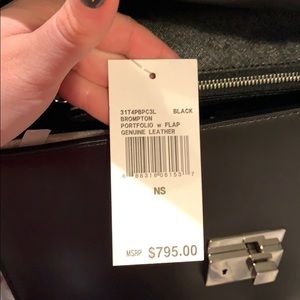 31T4PBPC3L BLACK
BROMPTON
PORTFOLIO w FLAP
GENUINE LEATHER
NS
MSRP $795.00